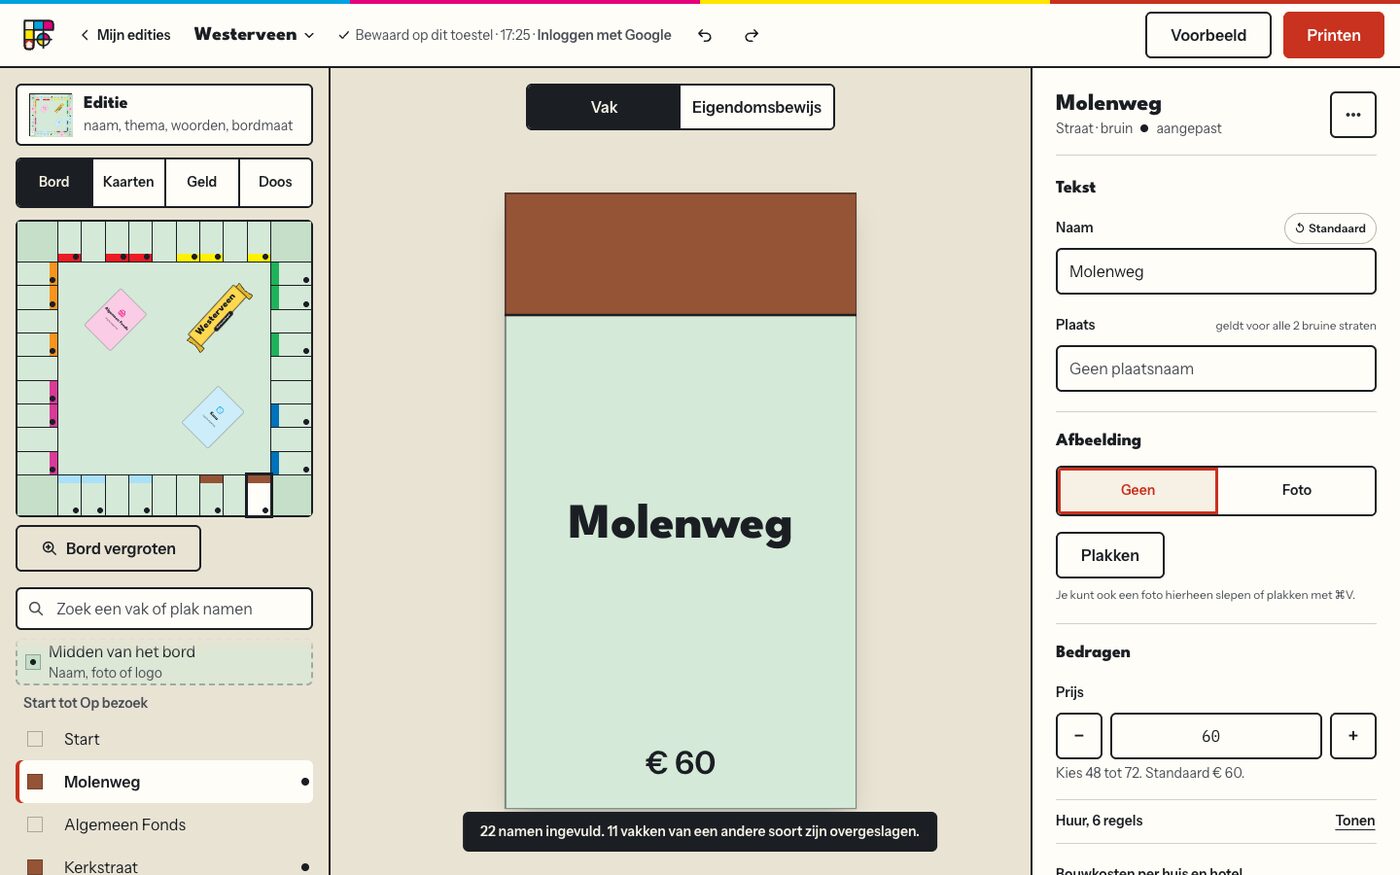 Mijn edities
Westerveen
Bewaard op dit toestel · 17:25 · Inloggen met Google
Voorbeeld
Printen
Editie
naam, thema, woorden, bordmaat
Bord
Kaarten
Geld
Doos
Algemeen Fonds
Westerveen
Bord vergroten
Zoek een vak of plak namen
Midden van het bord
Naam, foto of logo
Start tot Op bezoek
Start
Molenweg
Algemeen Fonds
Kerkstraat
Vak
Eigendomsbewijs
Molenweg
€ 60
22 namen ingevuld. 11 vakken van een andere soort zijn overgeslagen.
Molenweg
Straat · bruin ● aangepast
Tekst
Naam
Standaard
Molenweg
Plaats
geldt voor alle 2 bruine straten
Geen plaatsnaam
Afbeelding
Geen
Foto
Plakken
Je kunt ook een foto hierheen slepen of plakken met ⌘V.
Bedragen
Prijs
−
60
+
Kies 48 tot 72. Standaard € 60.
Huur, 6 regels
Tonen
Bouwkosten per huis en hotel